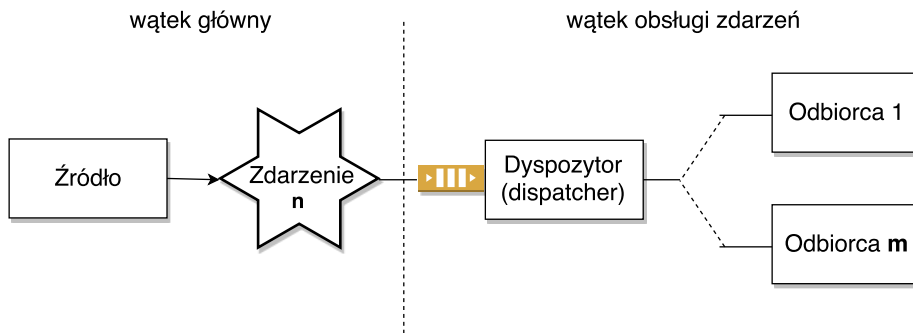 wątek główny
wątek obsługi zdarzeń
Źródło
Zdarzenie
n
Dyspozytor
(dispatcher)
Odbiorca 1
Odbiorca m